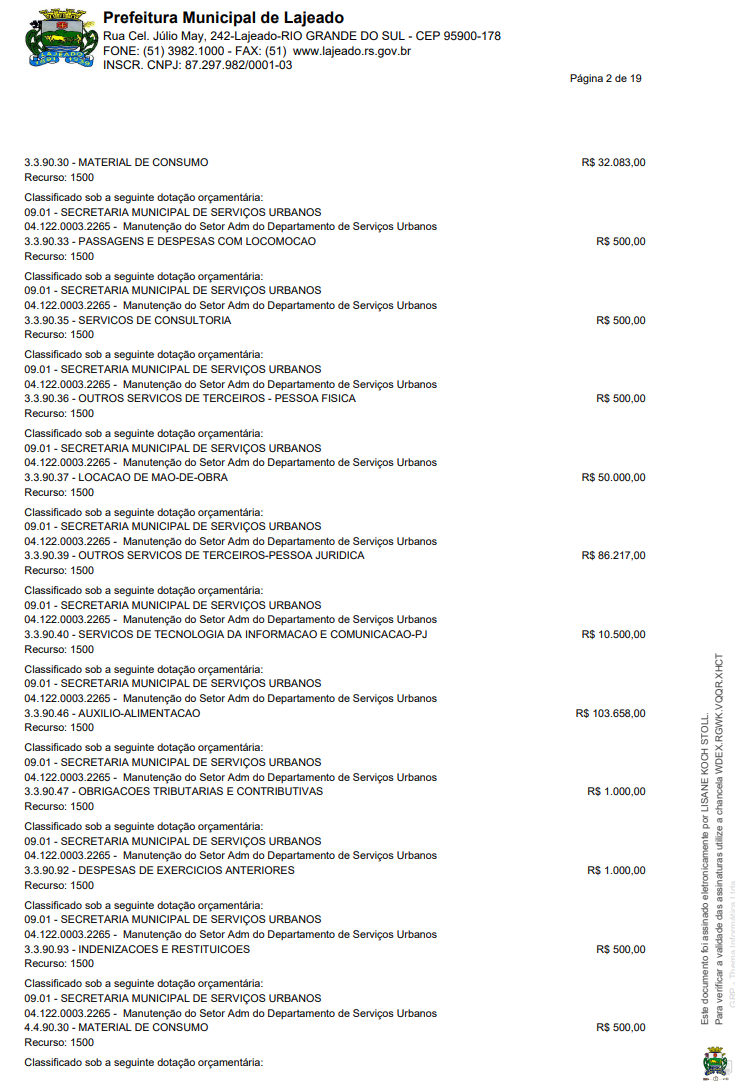 Prefeitura Municipal de Lajeado
Rua Cel. Júlio May, 242-Lajeado-RIO GRANDE DO SUL - CEP 95900-178
FONE: (51) 3982.1000 - FAX: (51)  www.lajeado.rs.gov.br
INSCR. CNPJ: 87.297.982/0001-03
Página 2 de 19
3.3.90.30 - MATERIAL DE CONSUMO R$ 32.083,00
Recurso: 1500
Classificado sob a seguinte dotação orçamentária:
09.01 - SECRETARIA MUNICIPAL DE SERVIÇOS URBANOS
04.122.0003.2265 -  Manutenção do Setor Adm do Departamento de Serviços Urbanos
3.3.90.33 - PASSAGENS E DESPESAS COM LOCOMOCAO R$ 500,00
Recurso: 1500
Classificado sob a seguinte dotação orçamentária:
09.01 - SECRETARIA MUNICIPAL DE SERVIÇOS URBANOS
04.122.0003.2265 -  Manutenção do Setor Adm do Departamento de Serviços Urbanos
3.3.90.35 - SERVICOS DE CONSULTORIA R$ 500,00
Recurso: 1500
Classificado sob a seguinte dotação orçamentária:
09.01 - SECRETARIA MUNICIPAL DE SERVIÇOS URBANOS
04.122.0003.2265 -  Manutenção do Setor Adm do Departamento de Serviços Urbanos
3.3.90.36 - OUTROS SERVICOS DE TERCEIROS - PESSOA FISICA R$ 500,00
Recurso: 1500
Classificado sob a seguinte dotação orçamentária:
09.01 - SECRETARIA MUNICIPAL DE SERVIÇOS URBANOS
04.122.0003.2265 -  Manutenção do Setor Adm do Departamento de Serviços Urbanos
3.3.90.37 - LOCACAO DE MAO-DE-OBRA R$ 50.000,00
Recurso: 1500
Classificado sob a seguinte dotação orçamentária:
09.01 - SECRETARIA MUNICIPAL DE SERVIÇOS URBANOS
04.122.0003.2265 -  Manutenção do Setor Adm do Departamento de Serviços Urbanos
3.3.90.39 - OUTROS SERVICOS DE TERCEIROS-PESSOA JURIDICA R$ 86.217,00
Recurso: 1500
Classificado sob a seguinte dotação orçamentária:
09.01 - SECRETARIA MUNICIPAL DE SERVIÇOS URBANOS
04.122.0003.2265 -  Manutenção do Setor Adm do Departamento de Serviços Urbanos
3.3.90.40 - SERVICOS DE TECNOLOGIA DA INFORMACAO E COMUNICACAO-PJ R$ 10.500,00
Recurso: 1500
Classificado sob a seguinte dotação orçamentária:
09.01 - SECRETARIA MUNICIPAL DE SERVIÇOS URBANOS
04.122.0003.2265 -  Manutenção do Setor Adm do Departamento de Serviços Urbanos
3.3.90.46 - AUXILIO-ALIMENTACAO R$ 103.658,00
Recurso: 1500
Classificado sob a seguinte dotação orçamentária:
09.01 - SECRETARIA MUNICIPAL DE SERVIÇOS URBANOS
04.122.0003.2265 -  Manutenção do Setor Adm do Departamento de Serviços Urbanos
3.3.90.47 - OBRIGACOES TRIBUTARIAS E CONTRIBUTIVAS R$ 1.000,00
Recurso: 1500
Classificado sob a seguinte dotação orçamentária:
09.01 - SECRETARIA MUNICIPAL DE SERVIÇOS URBANOS
04.122.0003.2265 -  Manutenção do Setor Adm do Departamento de Serviços Urbanos
3.3.90.92 - DESPESAS DE EXERCICIOS ANTERIORES R$ 1.000,00
Recurso: 1500
Classificado sob a seguinte dotação orçamentária:
09.01 - SECRETARIA MUNICIPAL DE SERVIÇOS URBANOS
04.122.0003.2265 -  Manutenção do Setor Adm do Departamento de Serviços Urbanos
3.3.90.93 - INDENIZACOES E RESTITUICOES R$ 500,00
Recurso: 1500
Classificado sob a seguinte dotação orçamentária:
09.01 - SECRETARIA MUNICIPAL DE SERVIÇOS URBANOS
04.122.0003.2265 -  Manutenção do Setor Adm do Departamento de Serviços Urbanos
4.4.90.30 - MATERIAL DE CONSUMO R$ 500,00
Recurso: 1500
Classificado sob a seguinte dotação orçamentária:
Este documento foi assinado eletronicamente por LISANE KOCH STOLL.
Para verificar a validade das assinaturas utilize a chancela WDEX.RGWK.VQQR.XHCT